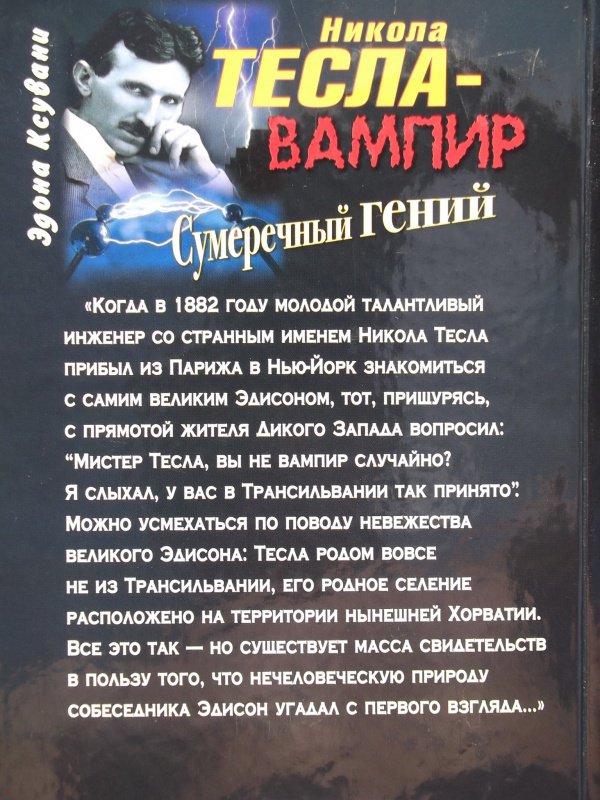 Эдона Ксувани
Никола
ТЕСЛА-
ВАМПИР
Сумеречный гений
«Когда в 1882 году молодой талантливый
инженер со странным именем Никола Тесла
прибыл из Парижа в Нью-Йорк знакомиться
с самим великим Эдисоном, тот, прищурясь,
с прямотой жителя Дикого Запада вопросил:
“Мистер Тесла, вы не вампир случайно?
Я слыхал, у вас в Трансильвании так принято”.
Можно усмехаться по поводу невежества
великого Эдисона: Тесла родом вовсе
не из Трансильвании, его родное селение
расположено на территории нынешней Хорватии.
Все это так — но существует масса свидетельств
в пользу того, что нечеловеческую природу
собеседника Эдисон угадал с первого взгляда...»